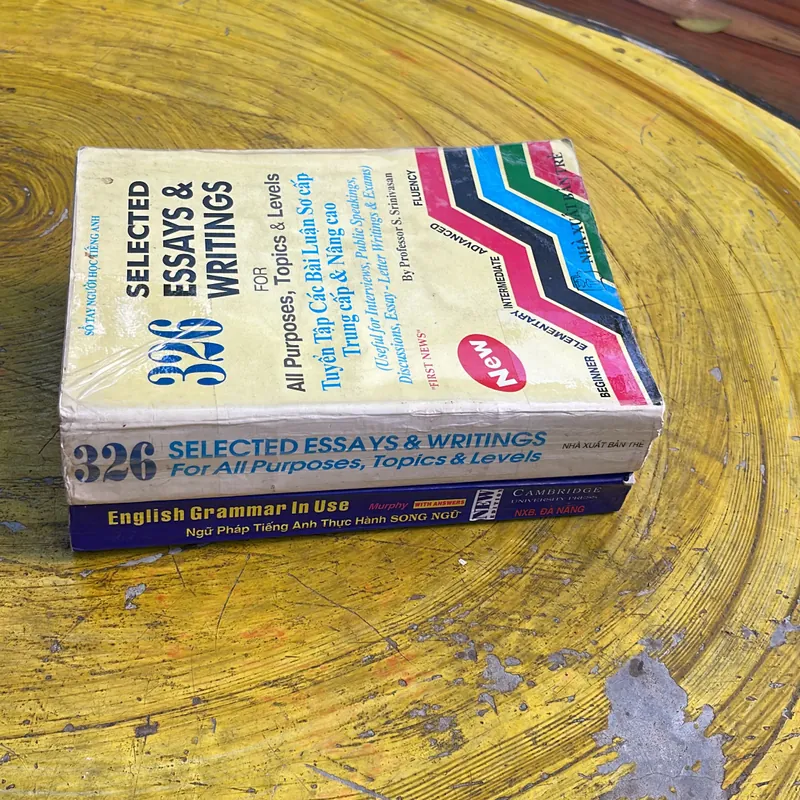 SỔ TAY NGƯỜI HỌC TIẾNG ANH
326 SELECTED
ESSAYS &
WRITINGS
FOR
All Purposes, Topics & Levels
Tuyển Tập Các Bài Luận Sơ cấp
Trung cấp & Nâng cao
(Useful for Interviews, Public Speakings,
Discussions, Essay - Letter Writings & Exams)
By Professor S. Srinivasan
"FIRST NEWS"
New
FLUENCY
ADVANCED
INTERMEDIATE
ELEMENTARY
BEGINNER
NHÀ XUẤT BẢN TRẺ
326 SELECTED ESSAYS & WRITINGS
For All Purposes, Topics & Levels
NHÀ XUẤT BẢN TRẺ
English Grammar In Use
Murphy
WITH ANSWERS
NEW
CAMBRIDGE
UNIVERSITY PRESS
Ngữ Pháp Tiếng Anh Thực Hành SONG NGỮ
NXB. ĐÀ NẴNG